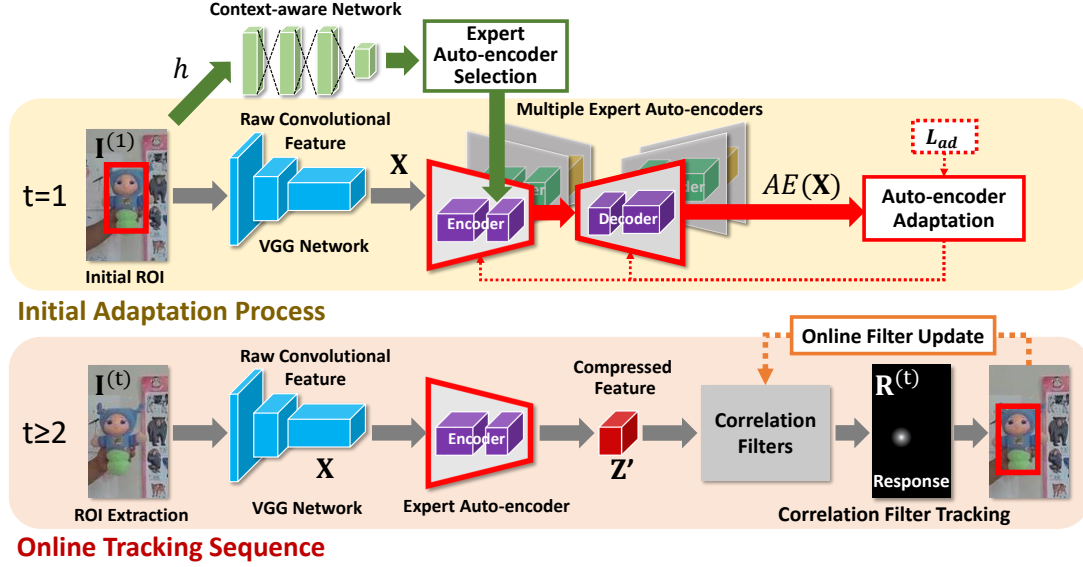 Context-aware Network
h
Expert
Auto-encoder
Selection
Multiple Expert Auto-encoders
t=1
I(1)
Initial ROI
Raw Convolutional
Feature
VGG Network
X
Encoder
Decoder
AE(X)
L_ad
Auto-encoder
Adaptation
Initial Adaptation Process
t≥2
I(t)
ROI Extraction
Raw Convolutional
Feature
X
VGG Network
Encoder
Expert Auto-encoder
Compressed
Feature
Z'
Online Filter Update
Correlation
Filters
R(t)
Response
Correlation Filter Tracking
Online Tracking Sequence